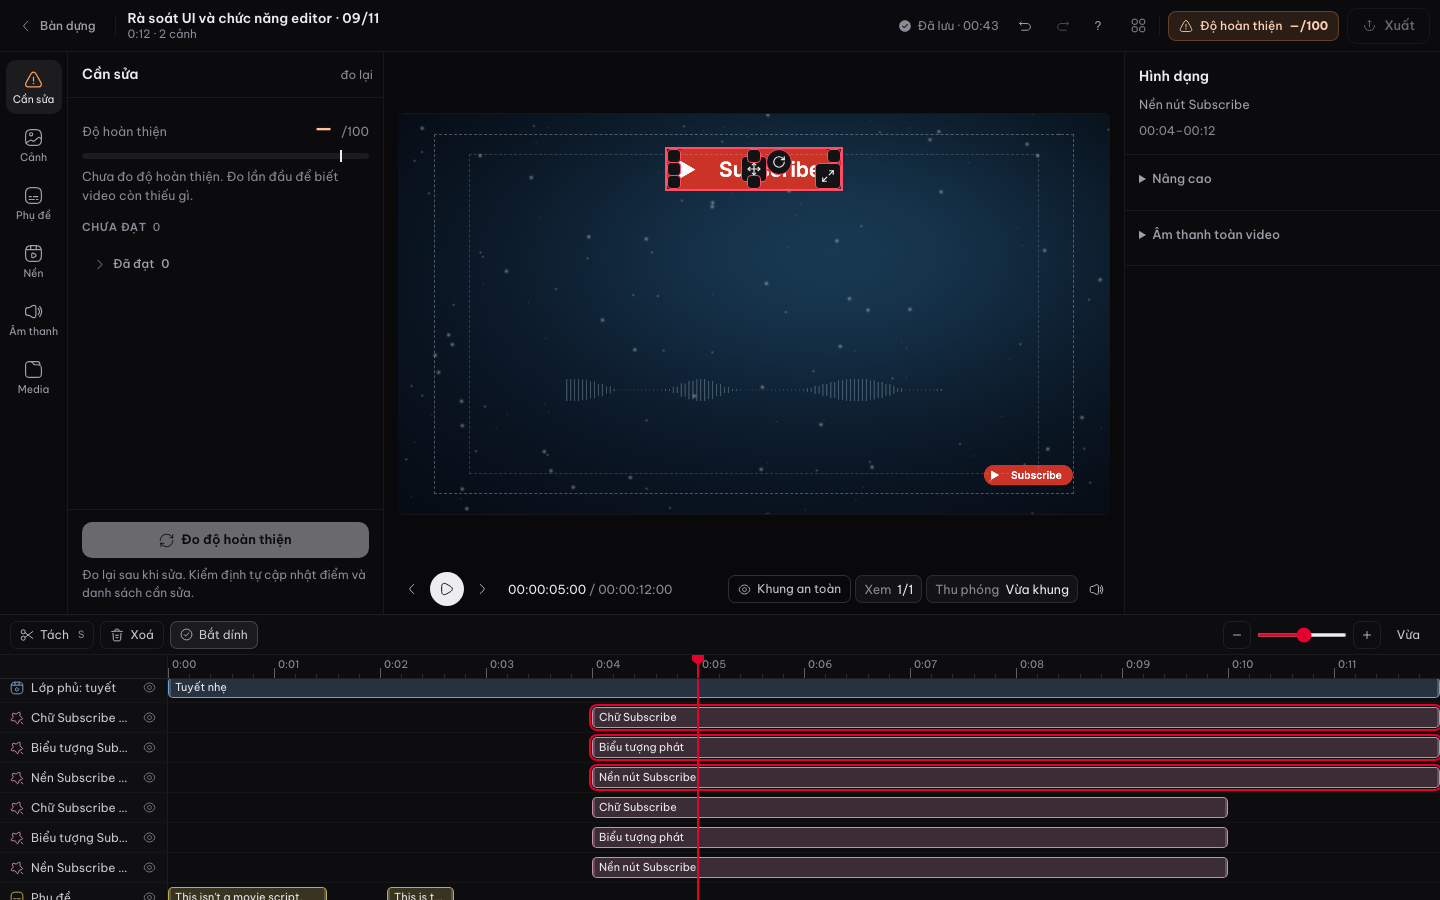 Bàn dựng
Rà soát UI và chức năng editor · 09/11
0:12 · 2 cảnh
Đã lưu · 00:43
?
Độ hoàn thiện –/100
Xuất
Cần sửa
Cảnh
Phụ đề
Nền
Âm thanh
Media
Cần sửa
đo lại
Độ hoàn thiện – /100
Chưa đo độ hoàn thiện. Đo lần đầu để biết
video còn thiếu gì.
CHƯA ĐẠT 0
Đã đạt 0
Đo độ hoàn thiện
Đo lại sau khi sửa. Kiểm định tự cập nhật điểm và
danh sách cần sửa.
Subscribe
Subscribe
00:00:05:00 / 00:00:12:00
Khung an toàn
Xem 1/1
Thu phóng Vừa khung
Hình dạng
Nền nút Subscribe
00:04–00:12
Nâng cao
Âm thanh toàn video
Tách S
Xoá
Bắt dính
Vừa
0:00 0:01 0:02 0:03 0:04 0:05 0:06 0:07 0:08 0:09 0:10 0:11
Lớp phủ: tuyết
Tuyết nhẹ
Chữ Subscribe ...
Chữ Subscribe
Biểu tượng Sub...
Biểu tượng phát
Nền Subscribe ...
Nền nút Subscribe
Chữ Subscribe ...
Chữ Subscribe
Biểu tượng Sub...
Biểu tượng phát
Nền Subscribe ...
Nền nút Subscribe
Phụ đề
This isn't a movie script.
This is t...